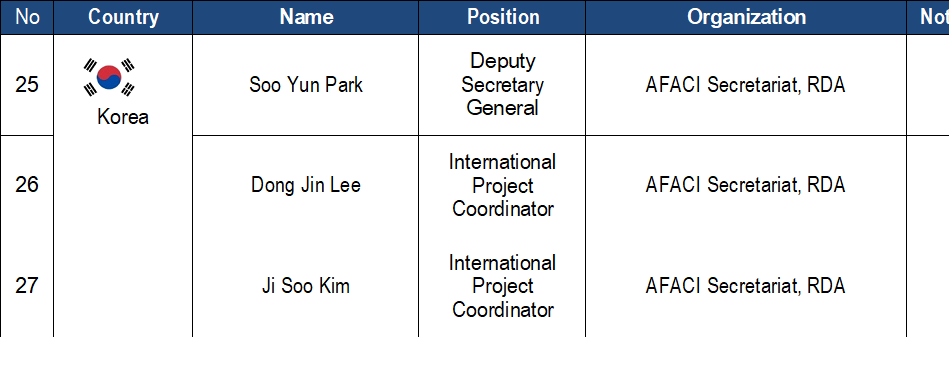 No Country Name Position Organization Not
25 Korea Soo Yun Park Deputy Secretary General AFACI Secretariat, RDA
26 Dong Jin Lee International Project Coordinator AFACI Secretariat, RDA
27 Ji Soo Kim International Project Coordinator AFACI Secretariat, RDA